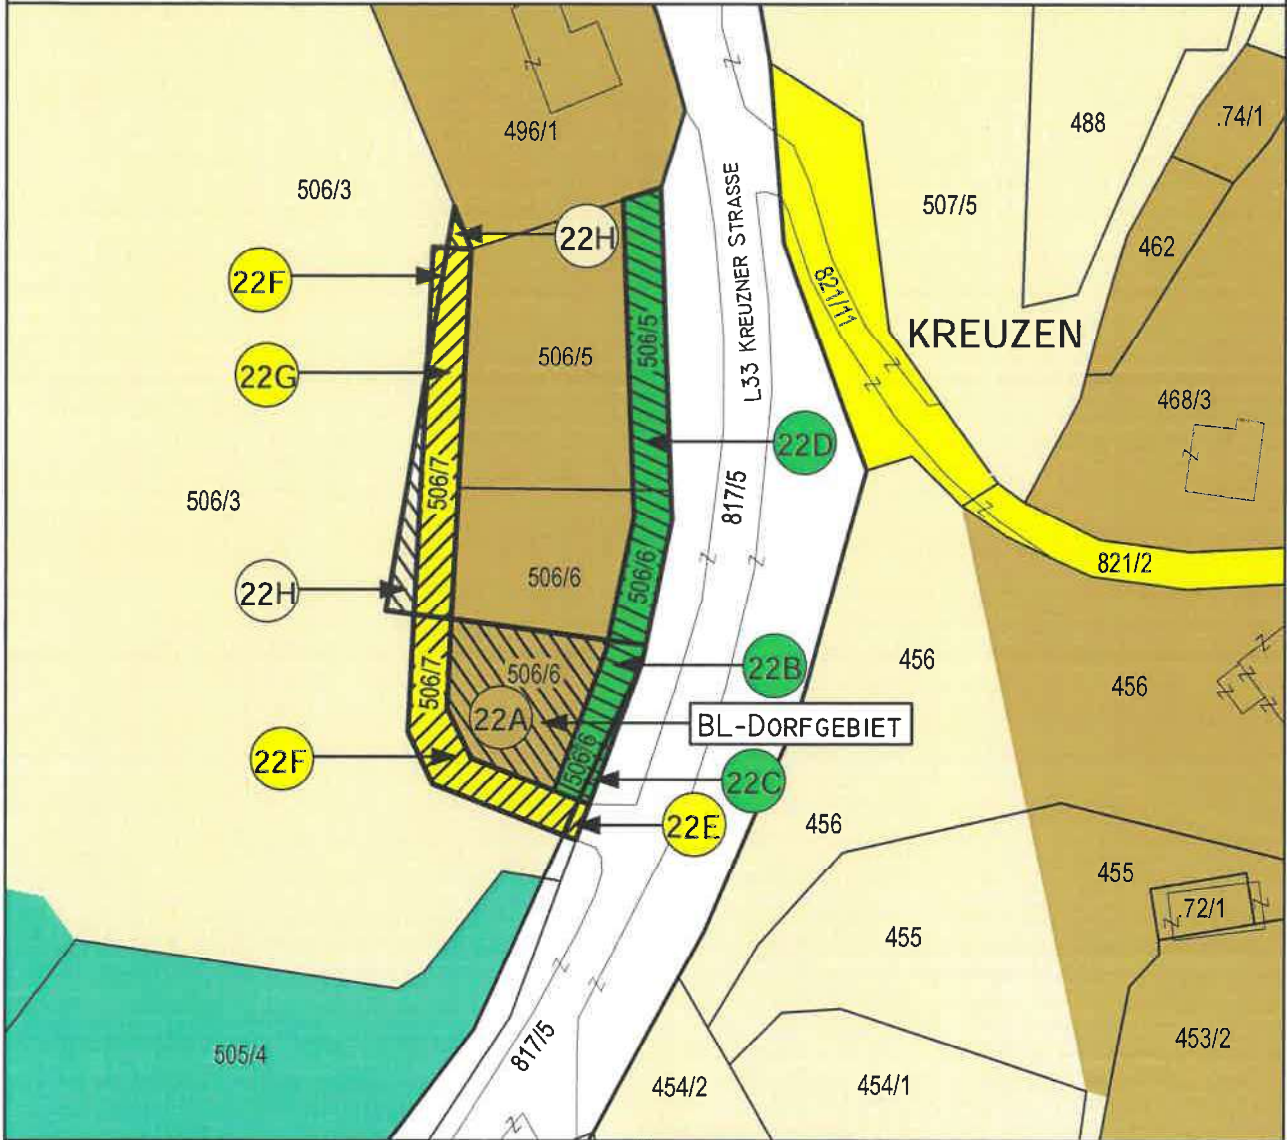 496/1
488
.74/1
506/3
507/5
462
22H
22F
22G
506/5
506/5
L33 KREUZNER STRASSE
821/11
KREUZEN
468/3
22D
506/3
506/7
817/5
506/6
506/6
22H
821/2
506/7
506/6
22A
22B
456
456
BL-DORFGEBIET
22F
506/6
22C
22E
456
455
.72/1
455
505/4
817/5
454/2
454/1
453/2